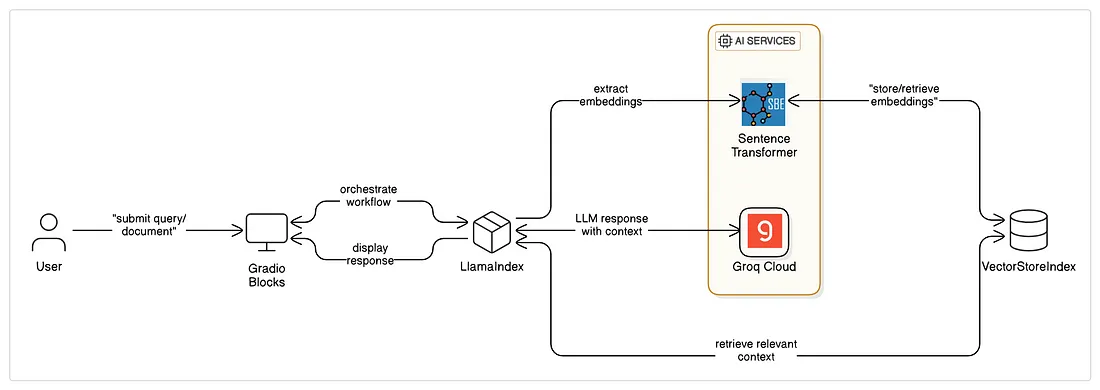 AI SERVICES
extract
embeddings
"store/retrieve
embeddings"
SBE
Sentence
Transformer
orchestrate
workflow
"submit query/
document"
LLM response
with context
g
display
response
User
Gradio
Blocks
LlamaIndex
Groq Cloud
VectorStoreIndex
retrieve relevant
context